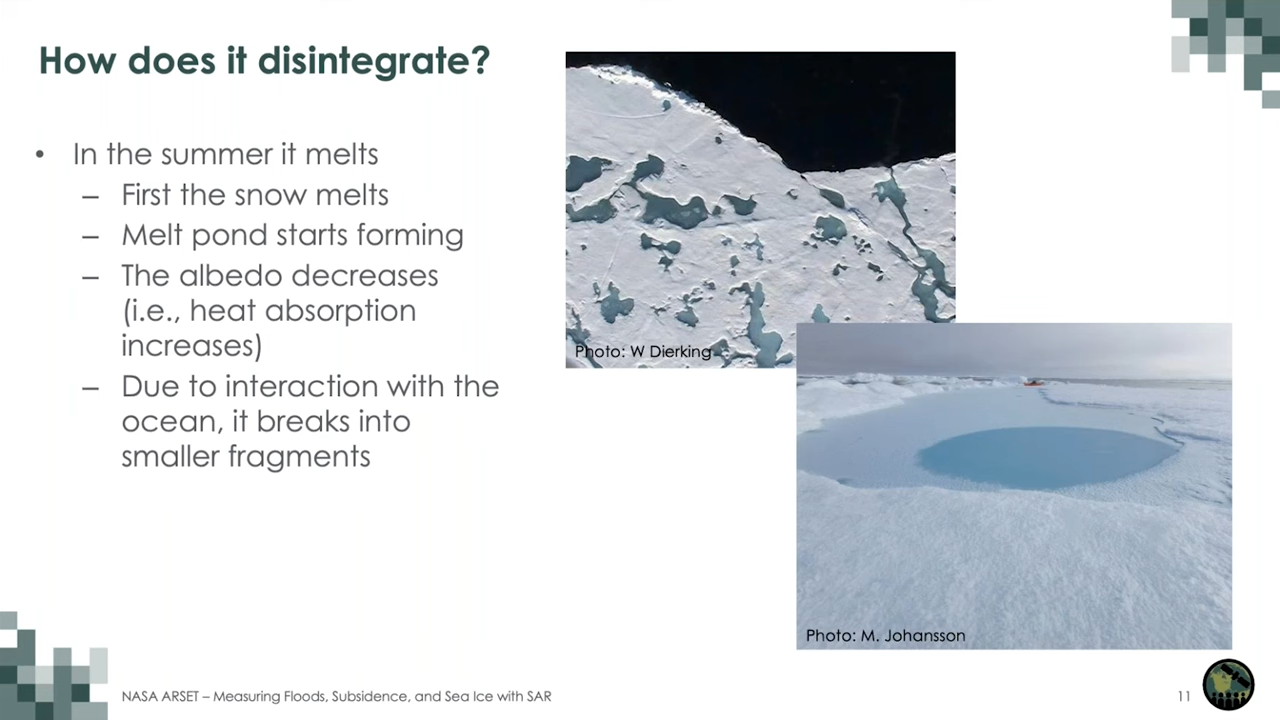 How does it disintegrate?
• In the summer it melts
– First the snow melts
– Melt pond starts forming
– The albedo decreases
(i.e., heat absorption
increases)
– Due to interaction with the
ocean, it breaks into
smaller fragments
Photo: W Dierking
Photo: M. Johansson
NASA ARSET – Measuring Floods, Subsidence, and Sea Ice with SAR
11